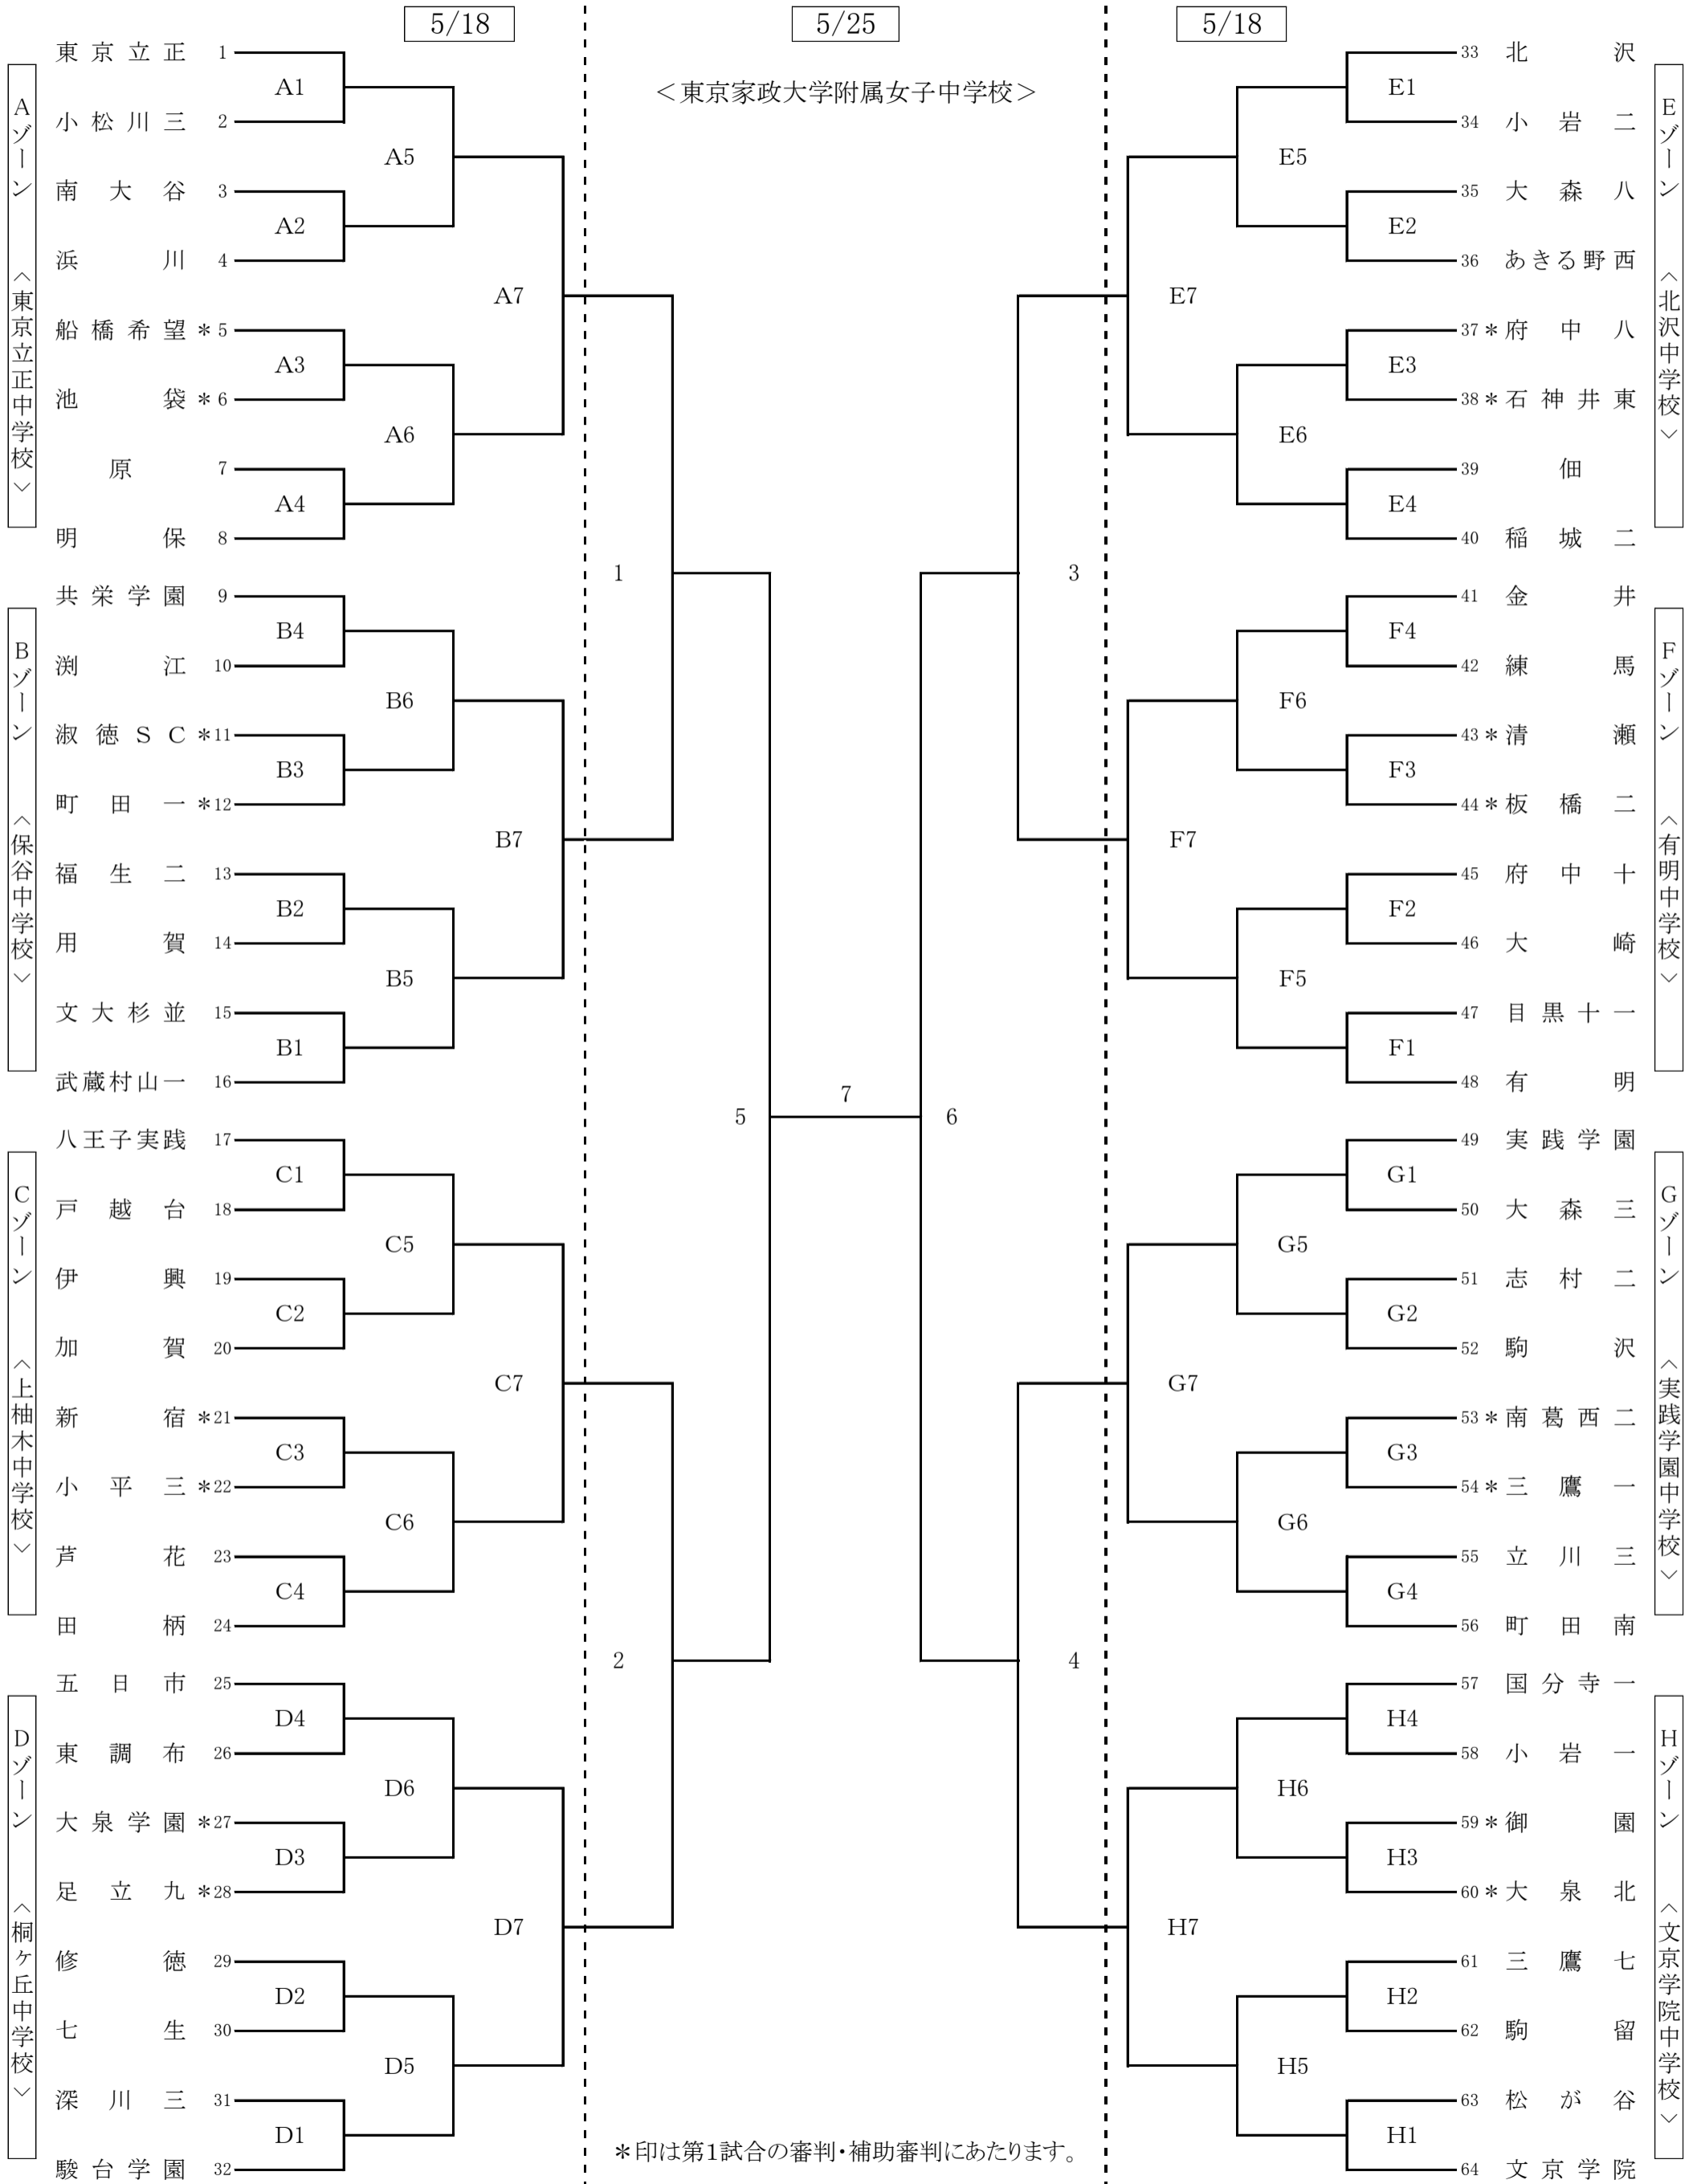 5/18
5/25
5/18
<東京家政大学附属女子中学校>
Aゾーン 〈東京立正中学校〉
東京立正 1
小松川三 2
南大谷 3
浜川 4
船橋希望 *5
池袋 *6
原 7
明保 8
A1
A2
A3
A4
A5
A6
A7
Bゾーン 〈保谷中学校〉
共栄学園 9
渕江 10
淑徳SC *11
町田一 *12
福生二 13
用賀 14
文大杉並 15
武蔵村山一 16
B4
B3
B2
B1
B6
B5
B7
Cゾーン 〈上柚木中学校〉
八王子実践 17
戸越台 18
伊興 19
加賀 20
新宿 *21
小平三 *22
芦花 23
田柄 24
C1
C2
C3
C4
C5
C6
C7
Dゾーン 〈桐ヶ丘中学校〉
五日市 25
東調布 26
大泉学園 *27
足立九 *28
修徳 29
七生 30
深川三 31
駿台学園 32
D4
D3
D2
D1
D6
D5
D7
1
2
5
7
6
3
4
Eゾーン 〈北沢中学校〉
33 北沢
34 小岩二
35 大森八
36 あきる野西
37* 府中八
38* 石神井東
39 佃
40 稲城二
E1
E2
E3
E4
E5
E6
E7
Fゾーン 〈有明中学校〉
41 金井
42 練馬
43* 清瀬
44* 板橋二
45 府中十
46 大崎
47 目黒十一
48 有明
F4
F3
F2
F1
F6
F5
F7
Gゾーン 〈実践学園中学校〉
49 実践学園
50 大森三
51 志村二
52 駒沢
53* 南葛西二
54* 三鷹一
55 立川三
56 町田南
G1
G2
G3
G4
G5
G6
G7
Hゾーン 〈文京学院中学校〉
57 国分寺一
58 小岩一
59* 御園
60* 大泉北
61 三鷹七
62 駒留
63 松が谷
64 文京学院
H4
H3
H2
H1
H6
H5
H7
*印は第1試合の審判・補助審判にあたります。